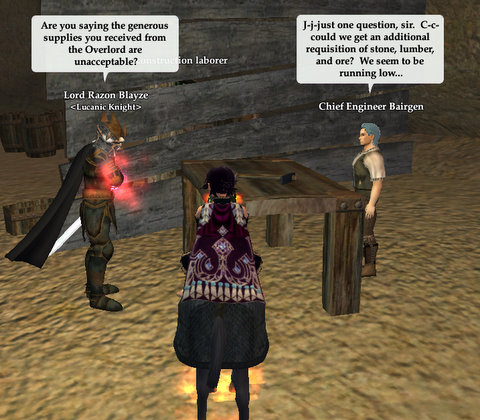 Are you saying the generous
supplies you received from
the Overlord are
unacceptable?
construction laborer
Lord Razon Blayze
<Lucanic Knight>
J-j-just one question, sir. C-c-
could we get an additional
requisition of stone, lumber,
and ore? We seem to be
running low...
Chief Engineer Bairgen